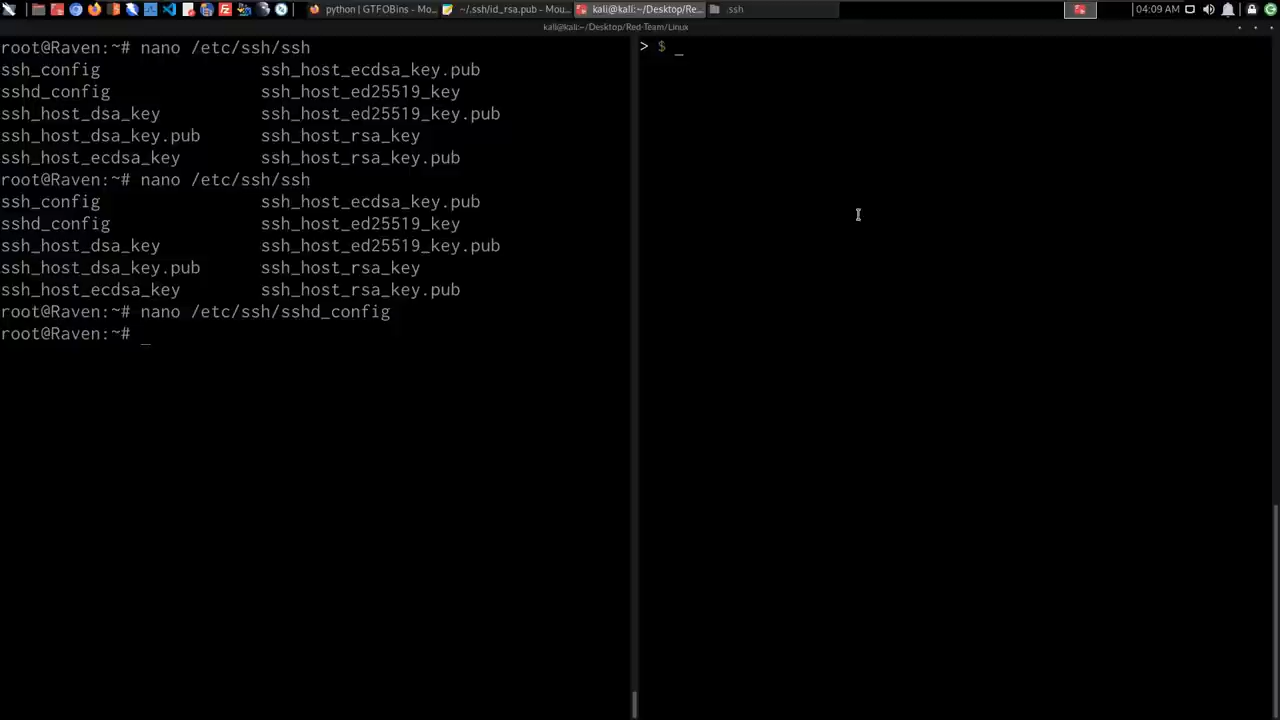 python | GTFOBins - Mo...
~/.ssh/id_rsa.pub - Mou...
kali@kali:~/Desktop/Re...
.ssh
04:09 AM
kali@kali:~/Desktop/Red-Team/Linux
root@Raven:~# nano /etc/ssh/ssh
ssh_config ssh_host_ecdsa_key.pub
sshd_config ssh_host_ed25519_key
ssh_host_dsa_key ssh_host_ed25519_key.pub
ssh_host_dsa_key.pub ssh_host_rsa_key
ssh_host_ecdsa_key ssh_host_rsa_key.pub
root@Raven:~# nano /etc/ssh/ssh
ssh_config ssh_host_ecdsa_key.pub
sshd_config ssh_host_ed25519_key
ssh_host_dsa_key ssh_host_ed25519_key.pub
ssh_host_dsa_key.pub ssh_host_rsa_key
ssh_host_ecdsa_key ssh_host_rsa_key.pub
root@Raven:~# nano /etc/ssh/sshd_config
root@Raven:~# _
> $ _